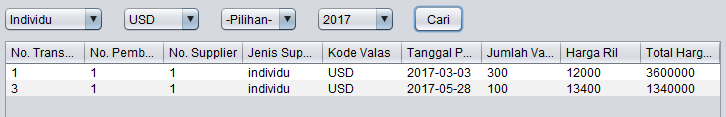 Individu USD -Pilihan- 2017 Cari
No. Trans... No. Pemb... No. Supplier Jenis Sup... Kode Valas Tanggal P... Jumlah Va... Harga Ril Total Harg...
1 1 1 individu USD 2017-03-03 300 12000 3600000
3 1 1 individu USD 2017-05-28 100 13400 1340000